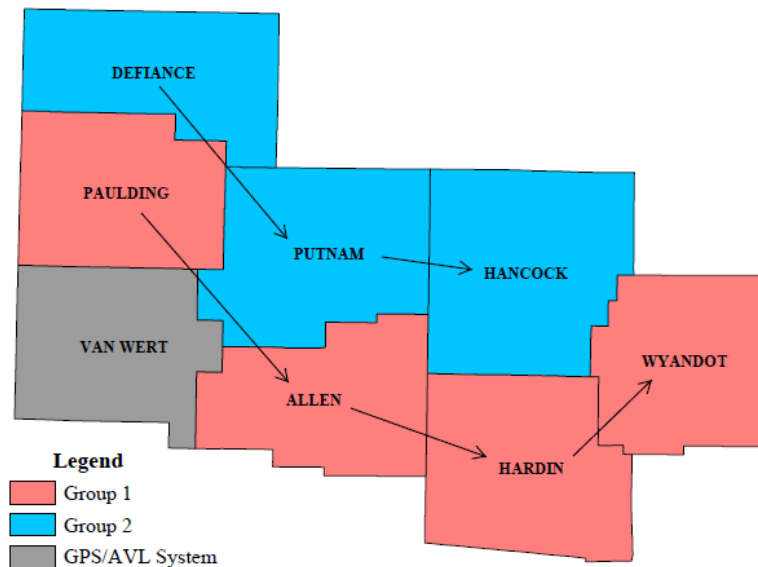 DEFIANCE
PAULDING
PUTNAM
HANCOCK
VAN WERT
WYANDOT
ALLEN
HARDIN
Legend
Group 1
Group 2
GPS/AVL System